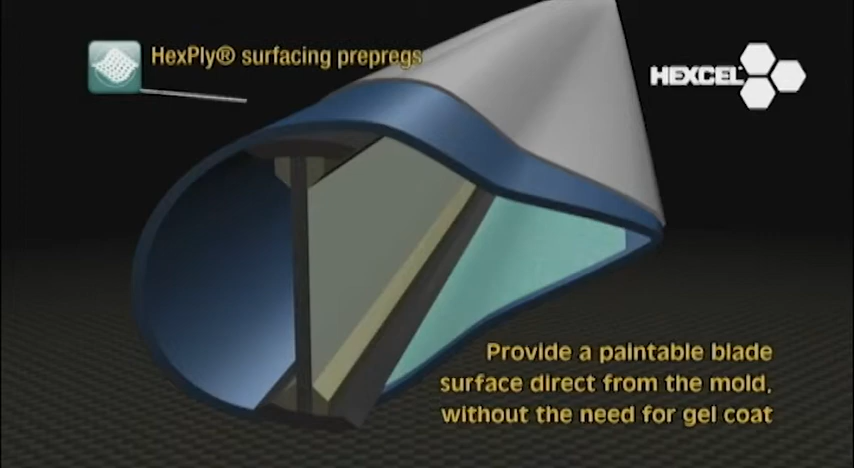 HexPly® surfacing prepregs
HEXCEL
Provide a paintable blade
surface direct from the mold,
without the need for gel coat